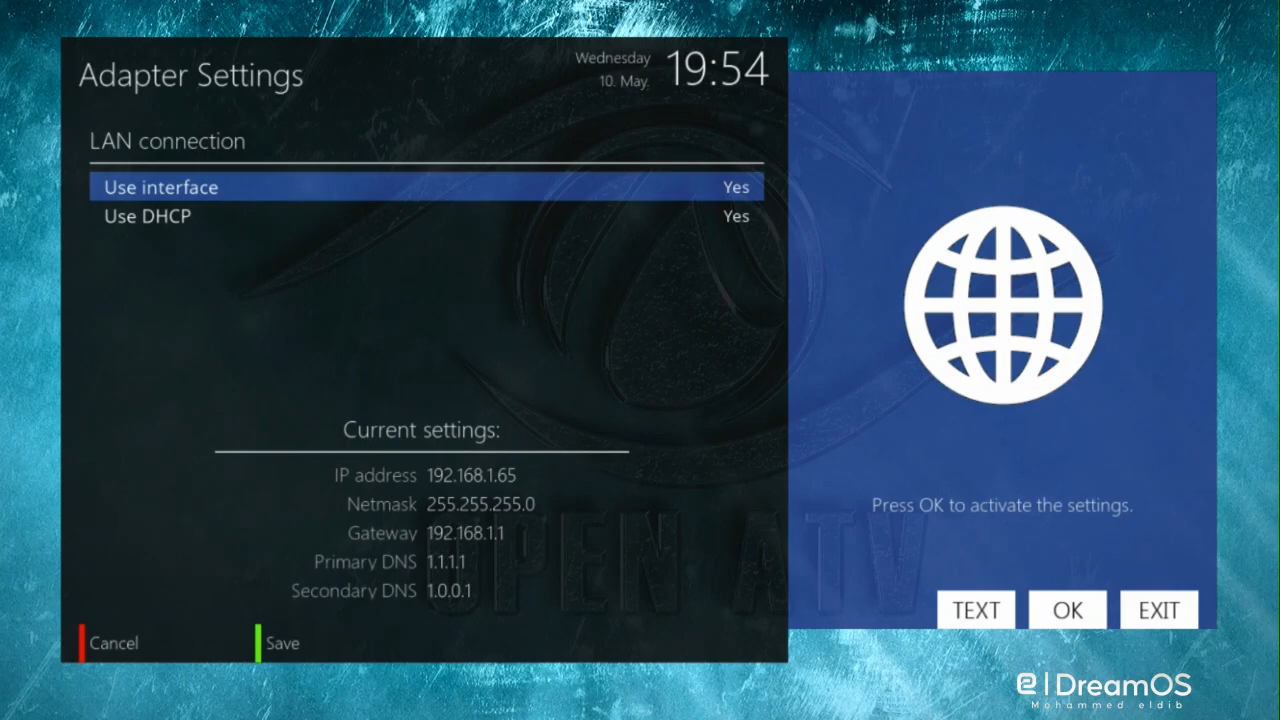 Adapter Settings
Wednesday
10. May.
19:54
LAN connection
Use interface Yes
Use DHCP Yes
Current settings:
IP address 192.168.1.65
Netmask 255.255.255.0
Gateway 192.168.1.1
Primary DNS 1.1.1.1
Secondary DNS 1.0.0.1
OPEN ATV
Cancel Save
Press OK to activate the settings.
TEXT OK EXIT
e|DreamOS
Mohammed eldib